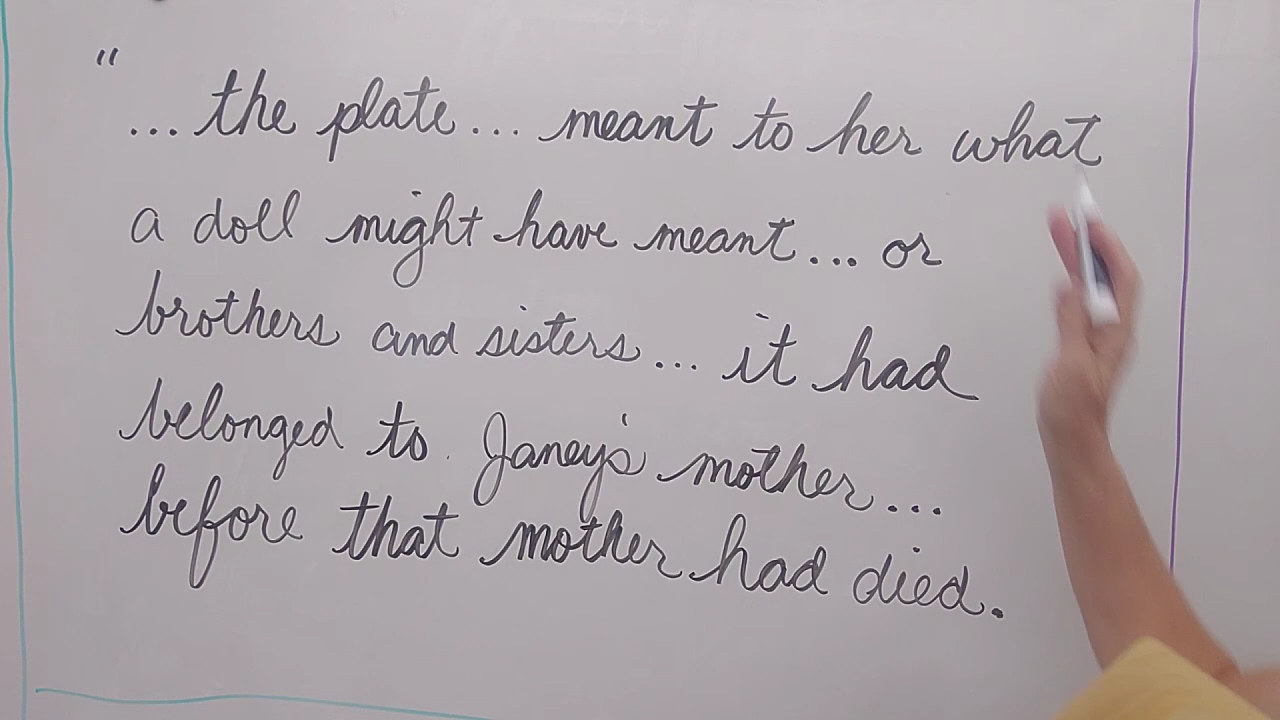 "
... the plate... meant to her what
a doll might have meant... or
brothers and sisters... it had
belonged to Janey's mother...
before that mother had died.